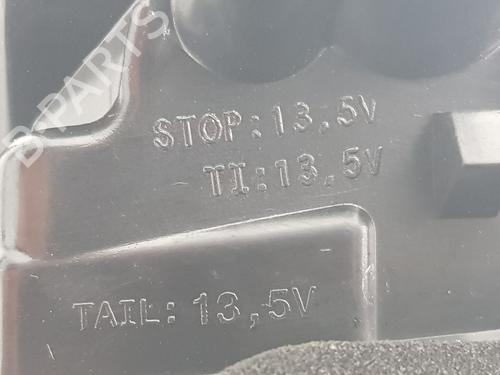 B-PARTS
STOP: 13,5V
TI: 13,5V
TAIL: 13,5V